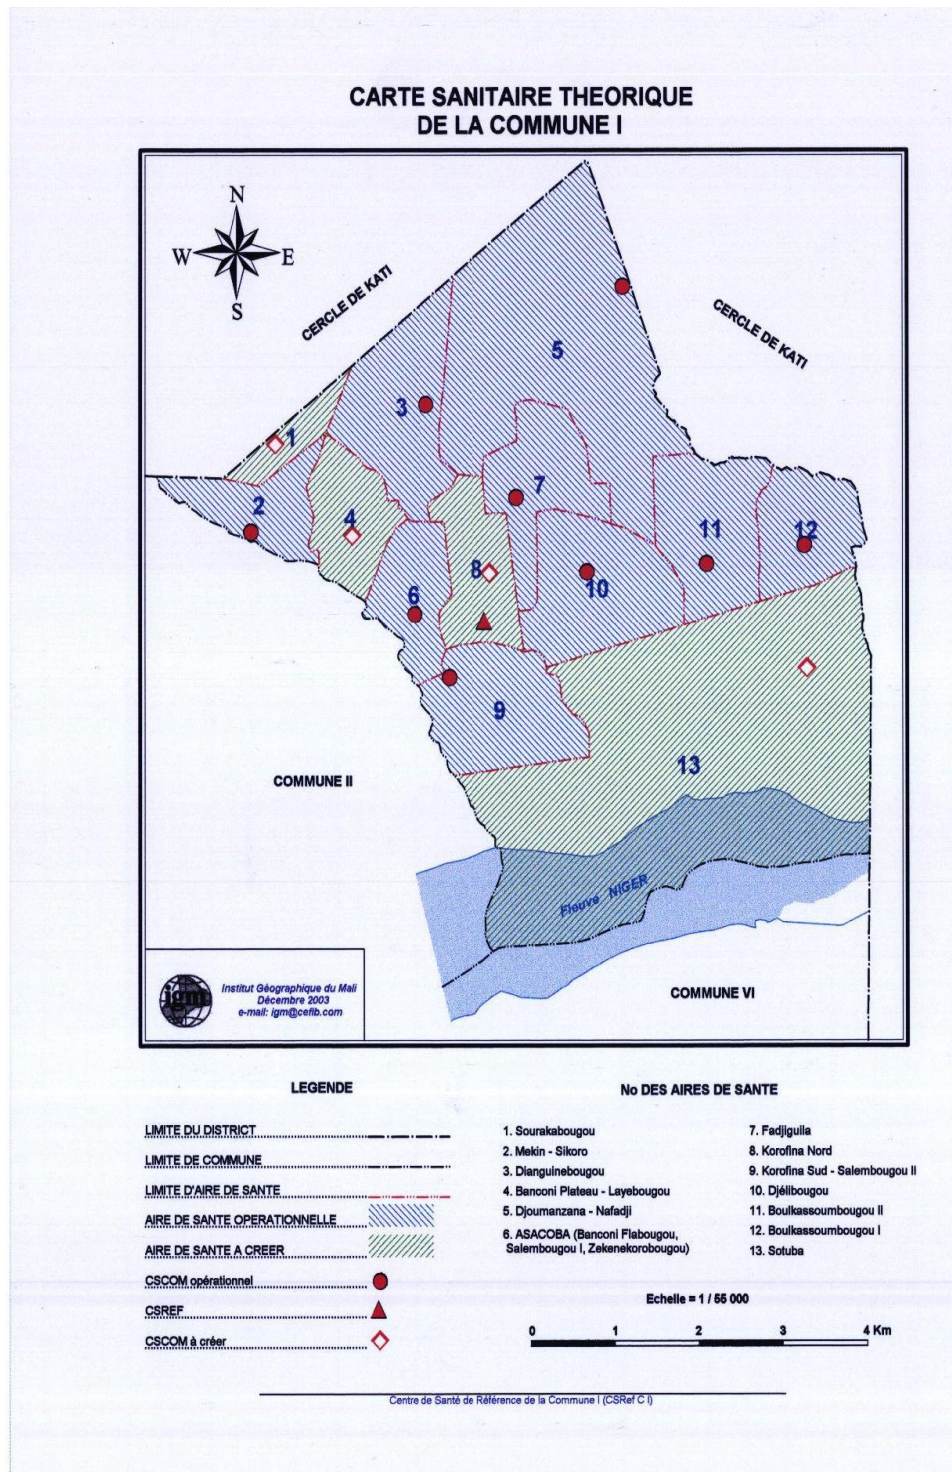 CARTE SANITAIRE THEORIQUE
DE LA COMMUNE I
N
W E
S
CERCLE DE KATI
CERCLE DE KATI
5
3
1
2
4
7
11
12
8
10
6
9
13
COMMUNE II
Fleuve NIGER
COMMUNE VI
igm
Institut Géographique du Mali
Décembre 2003
e-mail: igm@cefib.com
LEGENDE
LIMITE DU DISTRICT
LIMITE DE COMMUNE
LIMITE D'AIRE DE SANTE
AIRE DE SANTE OPERATIONNELLE
AIRE DE SANTE A CREER
CSCOM opérationnel
CSREF
CSCOM à créer
No DES AIRES DE SANTE
1. Sourakabougou
2. Mekin - Sikoro
3. Dianguinebougou
4. Banconi Plateau - Layebougou
5. Djoumanzana - Nafadji
6. ASACOBA (Banconi Flabougou,
Salembougou I, Zekenekorobougou)
7. Fadjiguila
8. Korofina Nord
9. Korofina Sud - Salembougou II
10. Djélibougou
11. Boulkassoumbougou II
12. Boulkassoumbougou I
13. Sotuba
Echelle = 1 / 55 000
0 1 2 3 4 Km
Centre de Santé de Référence de la Commune I (CSRef C I)